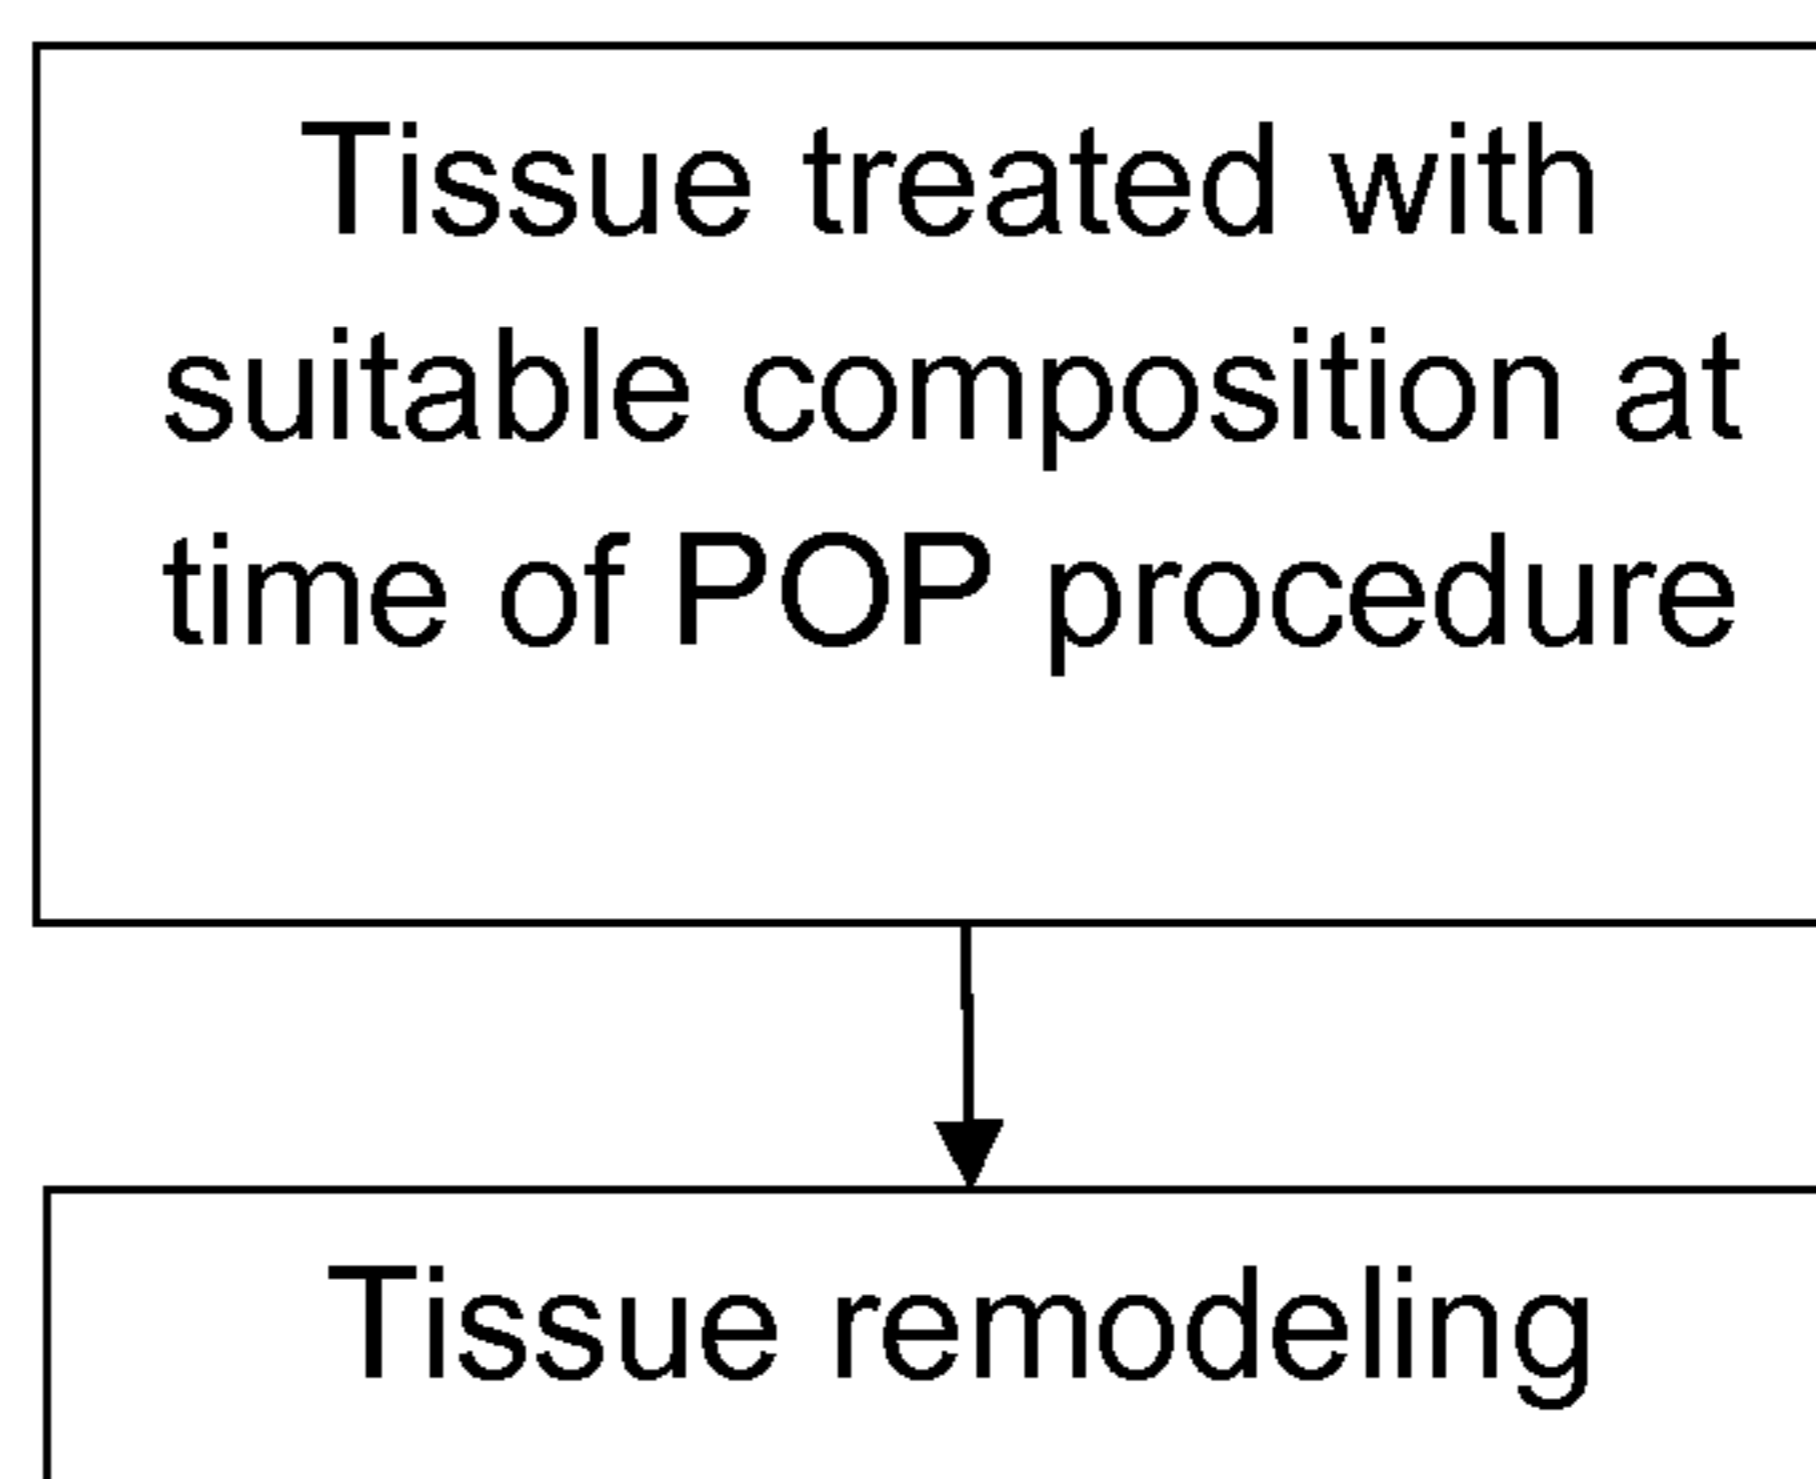 Tissue treated with
suitable composition at
time of POP procedure
Tissue remodeling